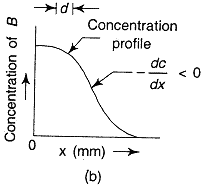 d
Concentration
profile
- dc/dx < 0
Concentration of B
0
x (mm)
(b)